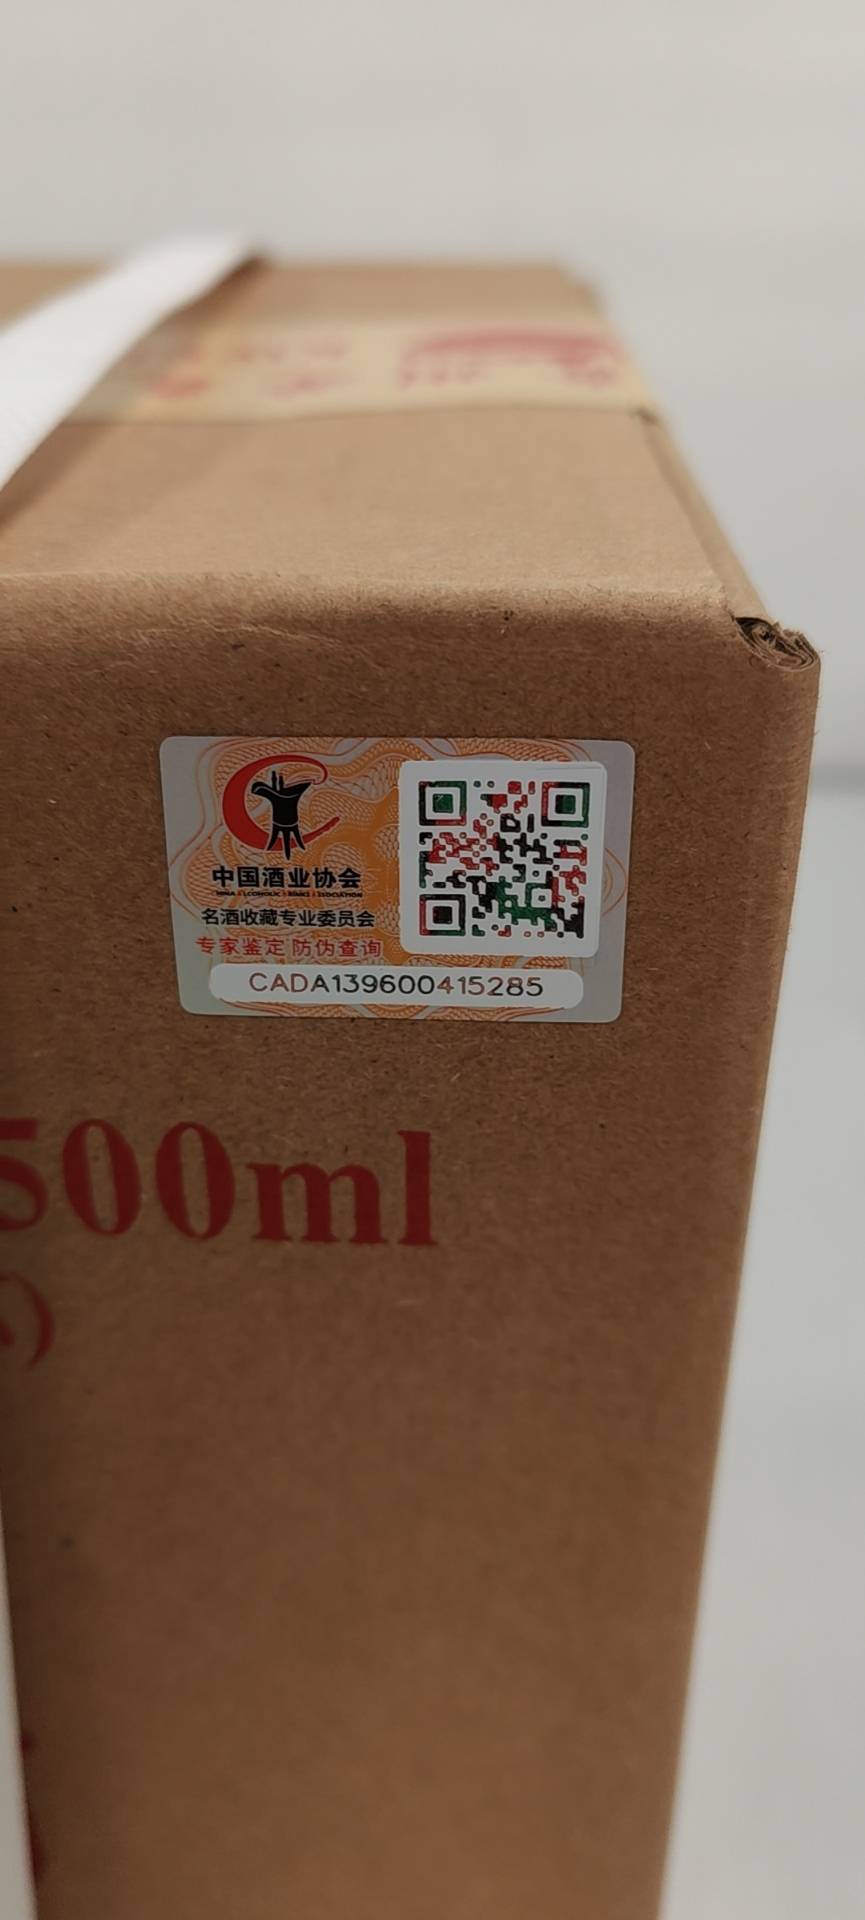 中国酒业协会
名酒收藏专业委员会
专家鉴定 防伪查询
CADA139600415285
500ml